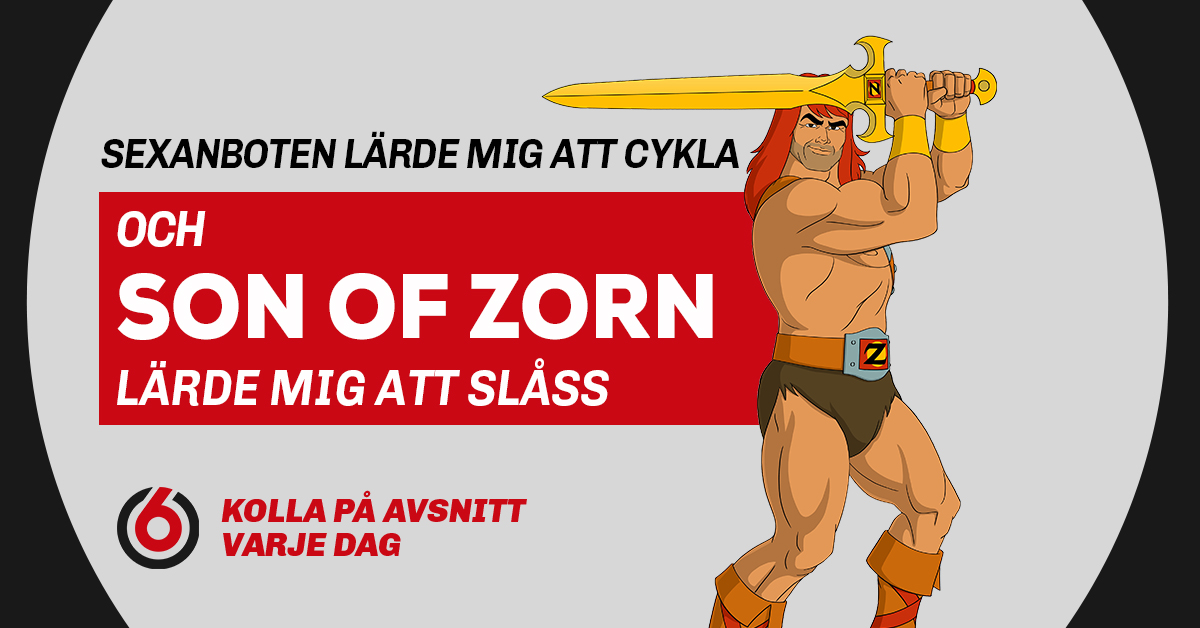 SEXANBOTEN LÄRDE MIG ATT CYKLA
OCH
SON OF ZORN
LÄRDE MIG ATT SLÅSS
6
KOLLA PÅ AVSNITT
VARJE DAG
Z
Z